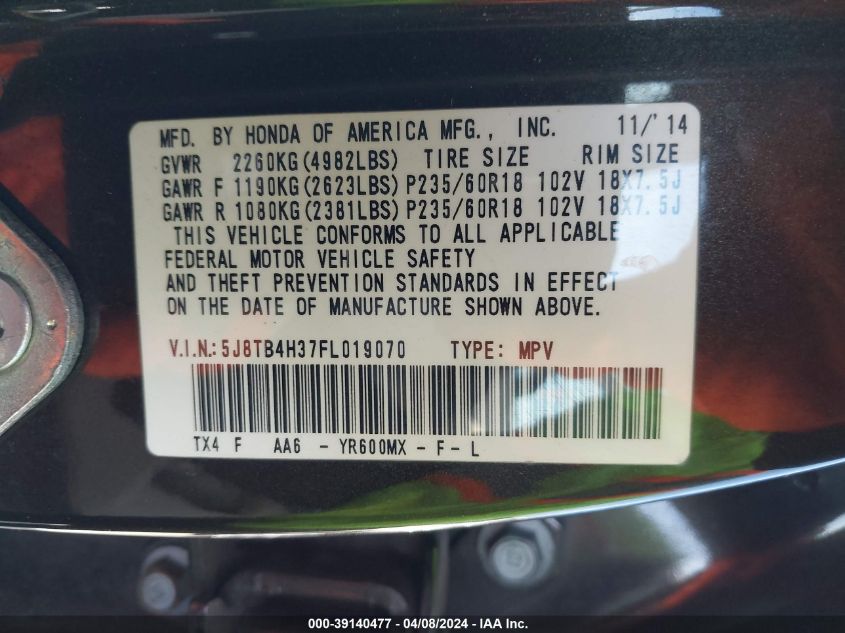 MFD. BY HONDA OF AMERICA MFG., INC. 11/'14
GVWR 2260KG(4982LBS) TIRE SIZE RIM SIZE
GAWR F 1190KG(2623LBS) P235/60R18 102V 18X7.5J
GAWR R 1080KG(2381LBS) P235/60R18 102V 18X7.5J
THIS VEHICLE CONFORMS TO ALL APPLICABLE
FEDERAL MOTOR VEHICLE SAFETY
AND THEFT PREVENTION STANDARDS IN EFFECT
ON THE DATE OF MANUFACTURE SHOWN ABOVE.
V.I.N.: 5J8TB4H37FL019070 TYPE: MPV
TX4 F AA6 - YR600MX - F - L
000-39140477 - 04/08/2024 - IAA Inc.